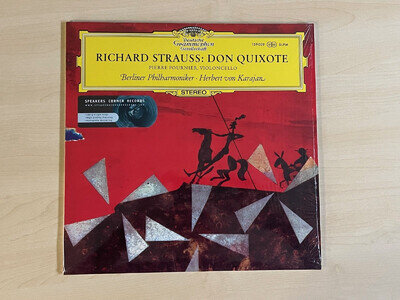 Deutsche
Grammophon
Gesellschaft
SLPM
RICHARD STRAUSS: DON QUIXOTE
PIERRE FOURNIER, VIOLONCELLO
Berliner Philharmoniker · Herbert von Karajan
STEREO
SPEAKERS CORNER RECORDS